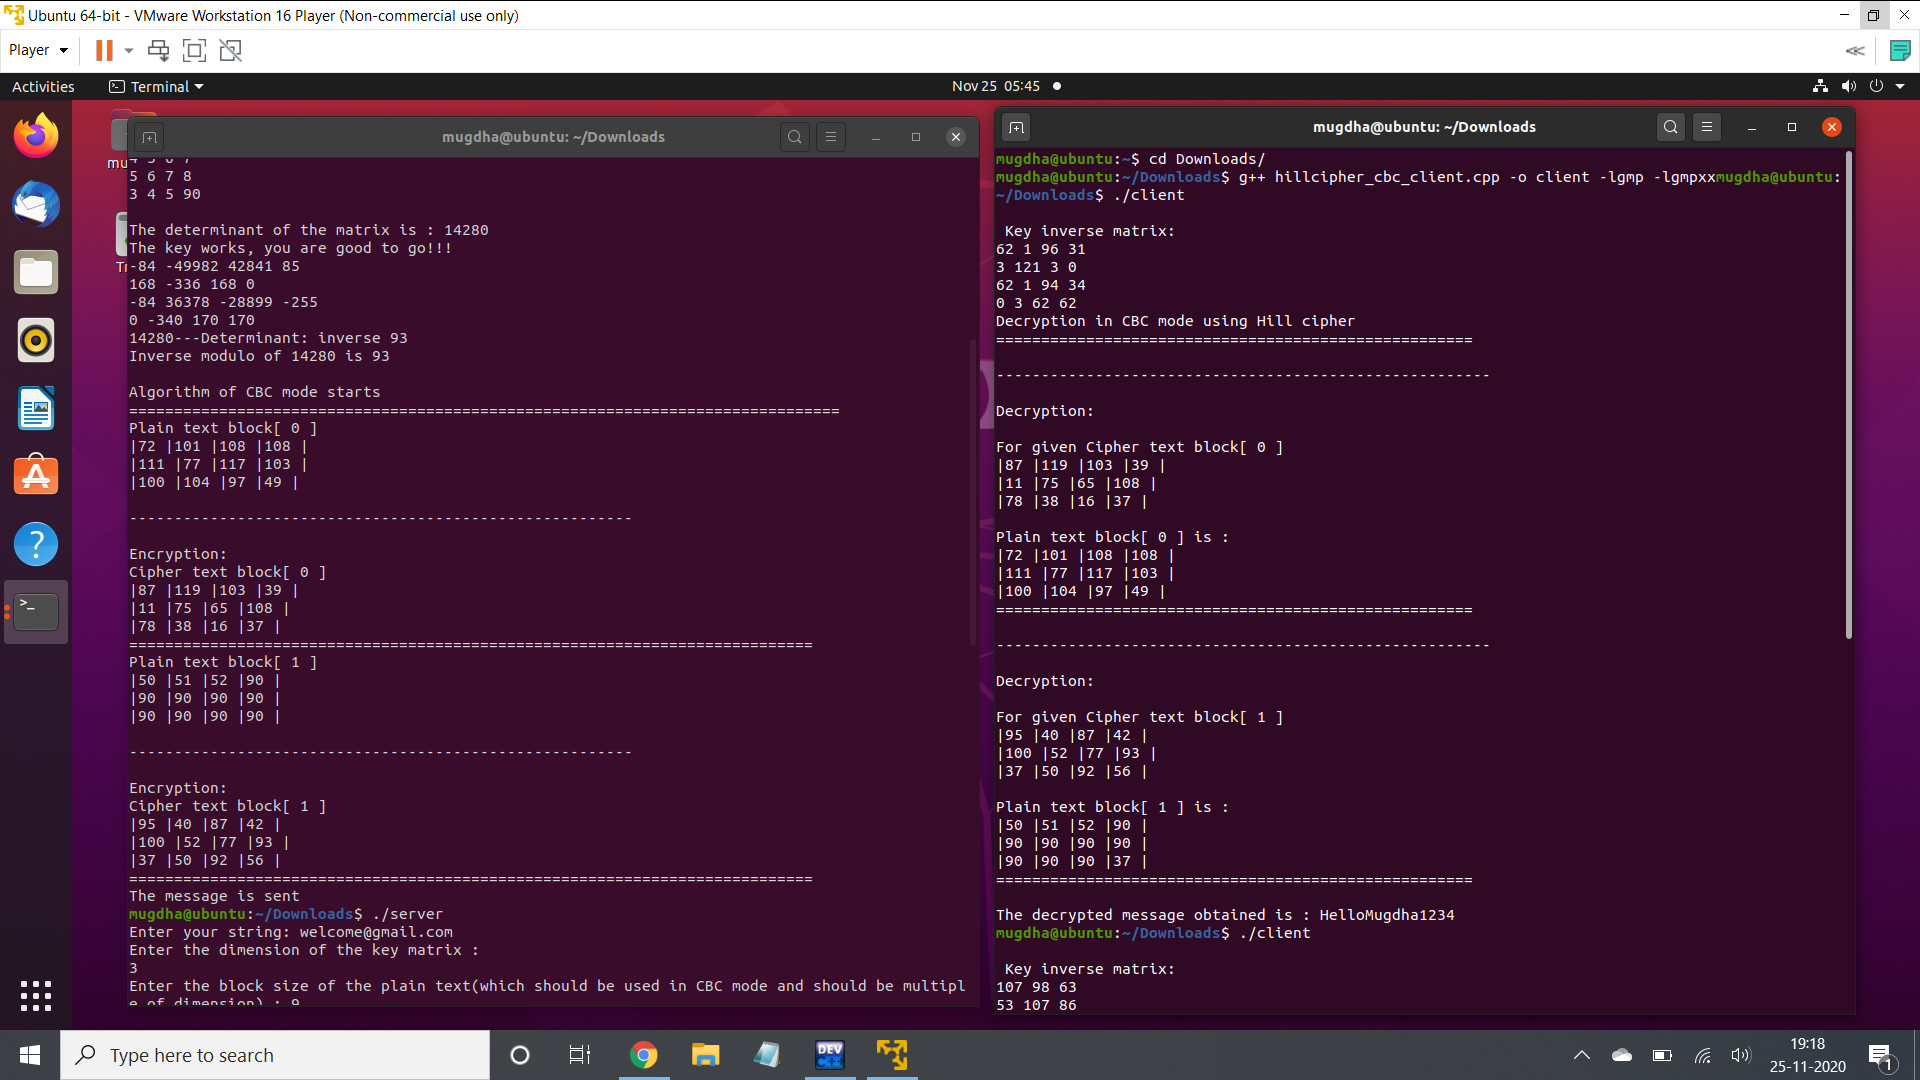 Ubuntu 64-bit - VMware Workstation 16 Player (Non-commercial use only)
Player
Activities
Terminal
Nov 25 05:45
mugdha@ubuntu: ~/Downloads
5 6 7 8
3 4 5 90
The determinant of the matrix is : 14280
The key works, you are good to go!!!
-84 -49982 42841 85
168 -336 168 0
-84 36378 -28899 -255
0 -340 170 170
14280---Determinant: inverse 93
Inverse modulo of 14280 is 93
Algorithm of CBC mode starts
===============================================================================
Plain text block[ 0 ]
|72 |101 |108 |108 |
|111 |77 |117 |103 |
|100 |104 |97 |49 |
--------------------------------------------------------
Encryption:
Cipher text block[ 0 ]
|87 |119 |103 |39 |
|11 |75 |65 |108 |
|78 |38 |16 |37 |
============================================================================
Plain text block[ 1 ]
|50 |51 |52 |90 |
|90 |90 |90 |90 |
|90 |90 |90 |90 |
--------------------------------------------------------
Encryption:
Cipher text block[ 1 ]
|95 |40 |87 |42 |
|100 |52 |77 |93 |
|37 |50 |92 |56 |
============================================================================
The message is sent
mugdha@ubuntu:~/Downloads$ ./server
Enter your string: welcome@gmail.com
Enter the dimension of the key matrix :
3
Enter the block size of the plain text(which should be used in CBC mode and should be multipl
e of dimension) : 9
mugdha@ubuntu: ~/Downloads
mugdha@ubuntu:~$ cd Downloads/
mugdha@ubuntu:~/Downloads$ g++ hillcipher_cbc_client.cpp -o client -lgmp -lgmpxxmugdha@ubuntu:
~/Downloads$ ./client
Key inverse matrix:
62 1 96 31
3 121 3 0
62 1 94 34
0 3 62 62
Decryption in CBC mode using Hill cipher
=====================================================
-------------------------------------------------------
Decryption:
For given Cipher text block[ 0 ]
|87 |119 |103 |39 |
|11 |75 |65 |108 |
|78 |38 |16 |37 |
Plain text block[ 0 ] is :
|72 |101 |108 |108 |
|111 |77 |117 |103 |
|100 |104 |97 |49 |
=====================================================
-------------------------------------------------------
Decryption:
For given Cipher text block[ 1 ]
|95 |40 |87 |42 |
|100 |52 |77 |93 |
|37 |50 |92 |56 |
Plain text block[ 1 ] is :
|50 |51 |52 |90 |
|90 |90 |90 |90 |
|90 |90 |90 |37 |
=====================================================
The decrypted message obtained is : HelloMugdha1234
mugdha@ubuntu:~/Downloads$ ./client
Key inverse matrix:
107 98 63
53 107 86
Type here to search
DEV
19:18
25-11-2020
1